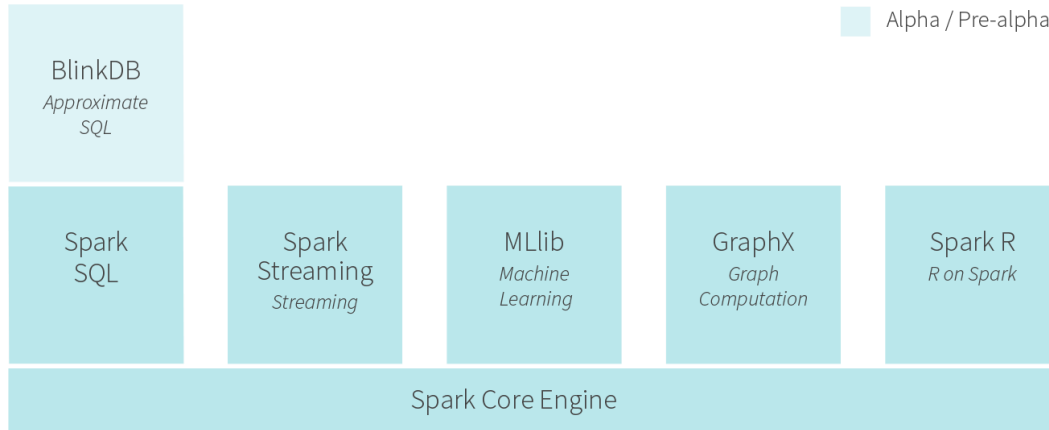 Alpha / Pre-alpha
BlinkDB
Approximate
SQL
Spark
SQL
Spark
Streaming
Streaming
MLlib
Machine
Learning
GraphX
Graph
Computation
Spark R
R on Spark
Spark Core Engine